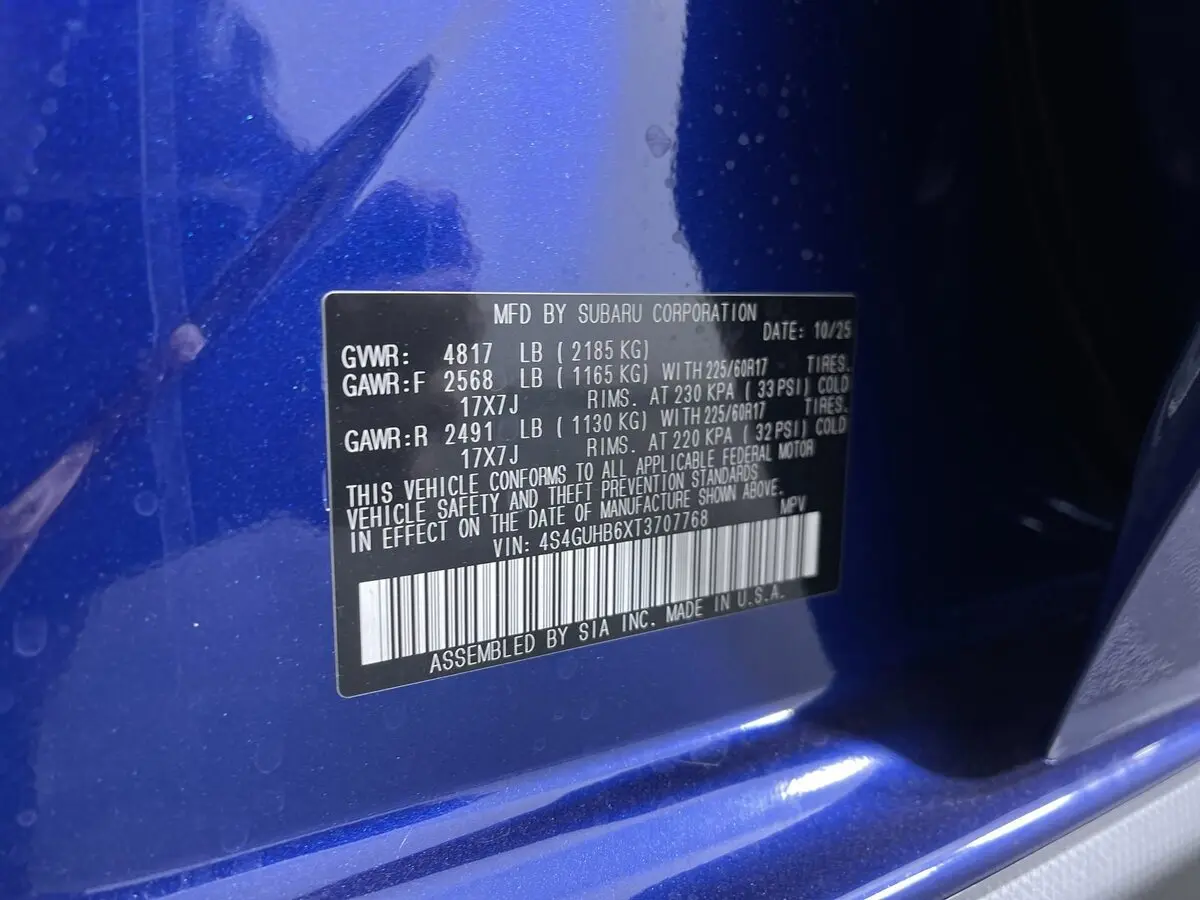 MFD BY SUBARU CORPORATION
DATE: 10/25
GVWR: 4817 LB ( 2185 KG)
GAWR:F 2568 LB ( 1165 KG) WITH 225/60R17 TIRES.
17X7J RIMS. AT 230 KPA ( 33 PSI) COLD
GAWR:R 2491 LB ( 1130 KG) WITH 225/60R17 TIRES.
17X7J RIMS. AT 220 KPA ( 32 PSI) COLD
THIS VEHICLE CONFORMS TO ALL APPLICABLE FEDERAL MOTOR
VEHICLE SAFETY AND THEFT PREVENTION STANDARDS
IN EFFECT ON THE DATE OF MANUFACTURE SHOWN ABOVE.
VIN: 4S4GUHB6XT3707768 MPV
ASSEMBLED BY SIA INC. MADE IN U.S.A.